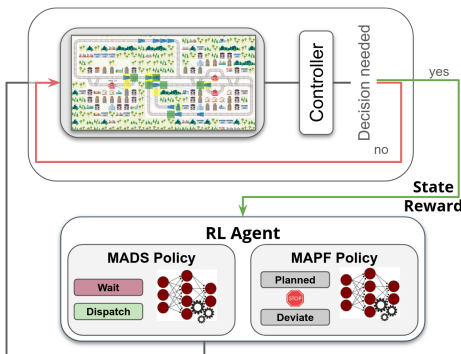 Controller
Decision needed
yes
no
State
Reward
RL Agent
MADS Policy
Wait
Dispatch
MAPF Policy
Planned
STOP
Deviate